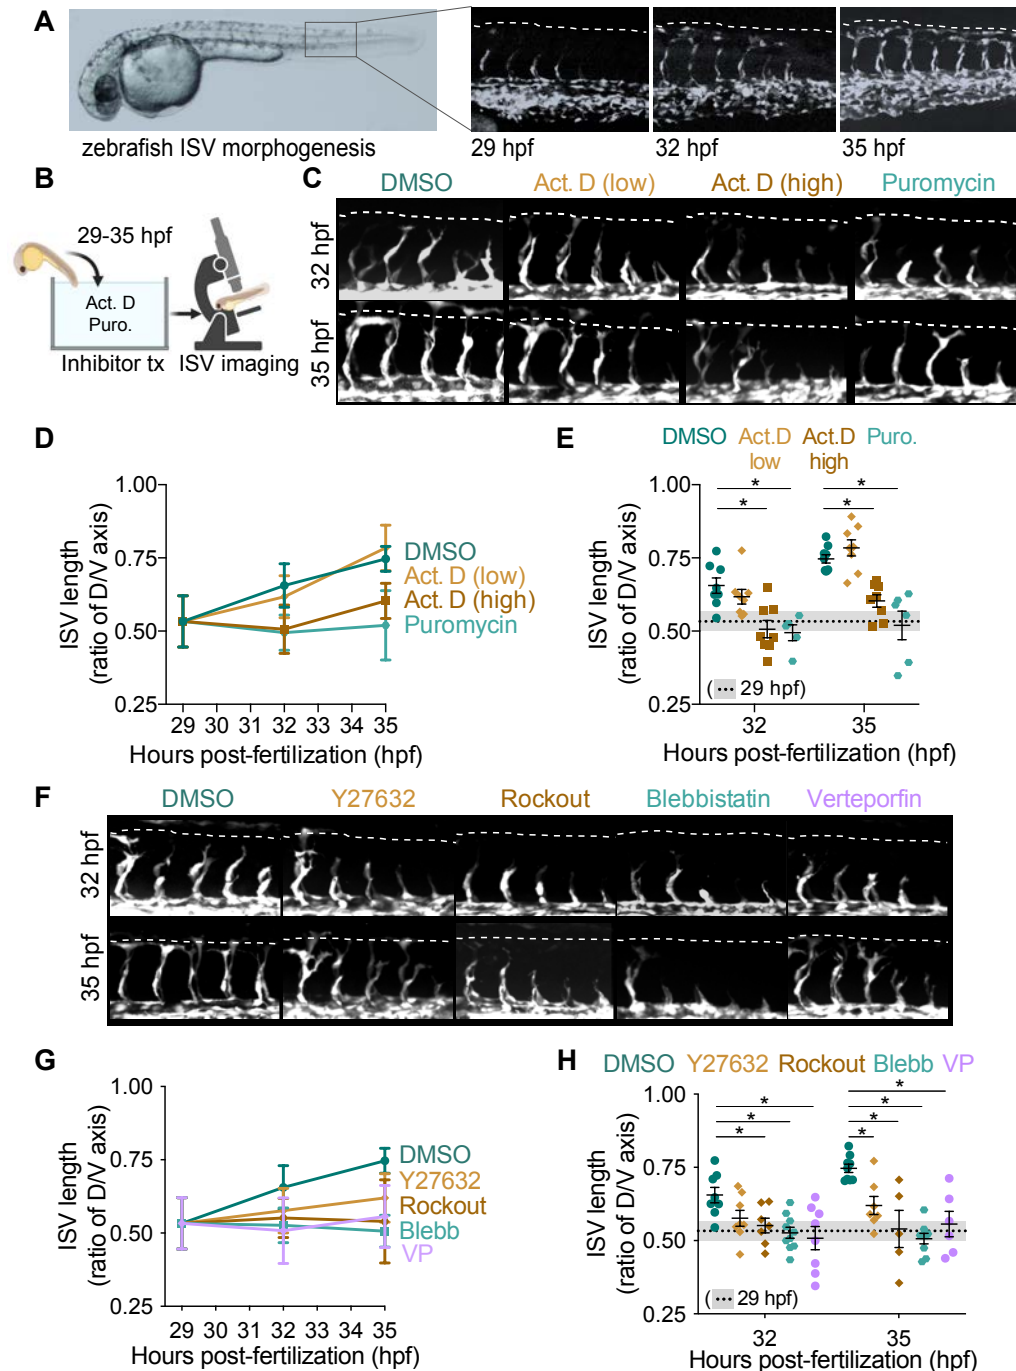 A
zebrafish ISV morphogenesis
29 hpf
32 hpf
35 hpf
B
29-35 hpf
Act. D
Puro.
Inhibitor tx
ISV imaging
C
DMSO
Act. D (low)
Act. D (high)
Puromycin
32 hpf
35 hpf
D
1.00
0.75
0.50
0.25
ISV length
(ratio of D/V axis)
DMSO
Act. D (low)
Act. D (high)
Puromycin
29 30 31 32 33 34 35
Hours post-fertilization (hpf)
E
DMSO
Act.D
low
Act.D
high
Puro.
* * * *
1.00
0.75
0.50
0.25
ISV length
(ratio of D/V axis)
( 29 hpf)
32 35
Hours post-fertilization (hpf)
F
DMSO
Y27632
Rockout
Blebbistatin
Verteporfin
32 hpf
35 hpf
G
1.00
0.75
0.50
0.25
ISV length
(ratio of D/V axis)
DMSO
Y27632
Rockout
Blebb
VP
29 30 31 32 33 34 35
Hours post-fertilization (hpf)
H
DMSO Y27632 Rockout Blebb VP
* * * * * * *
1.00
0.75
0.50
0.25
ISV length
(ratio of D/V axis)
( 29 hpf)
32 35
Hours post-fertilization (hpf)